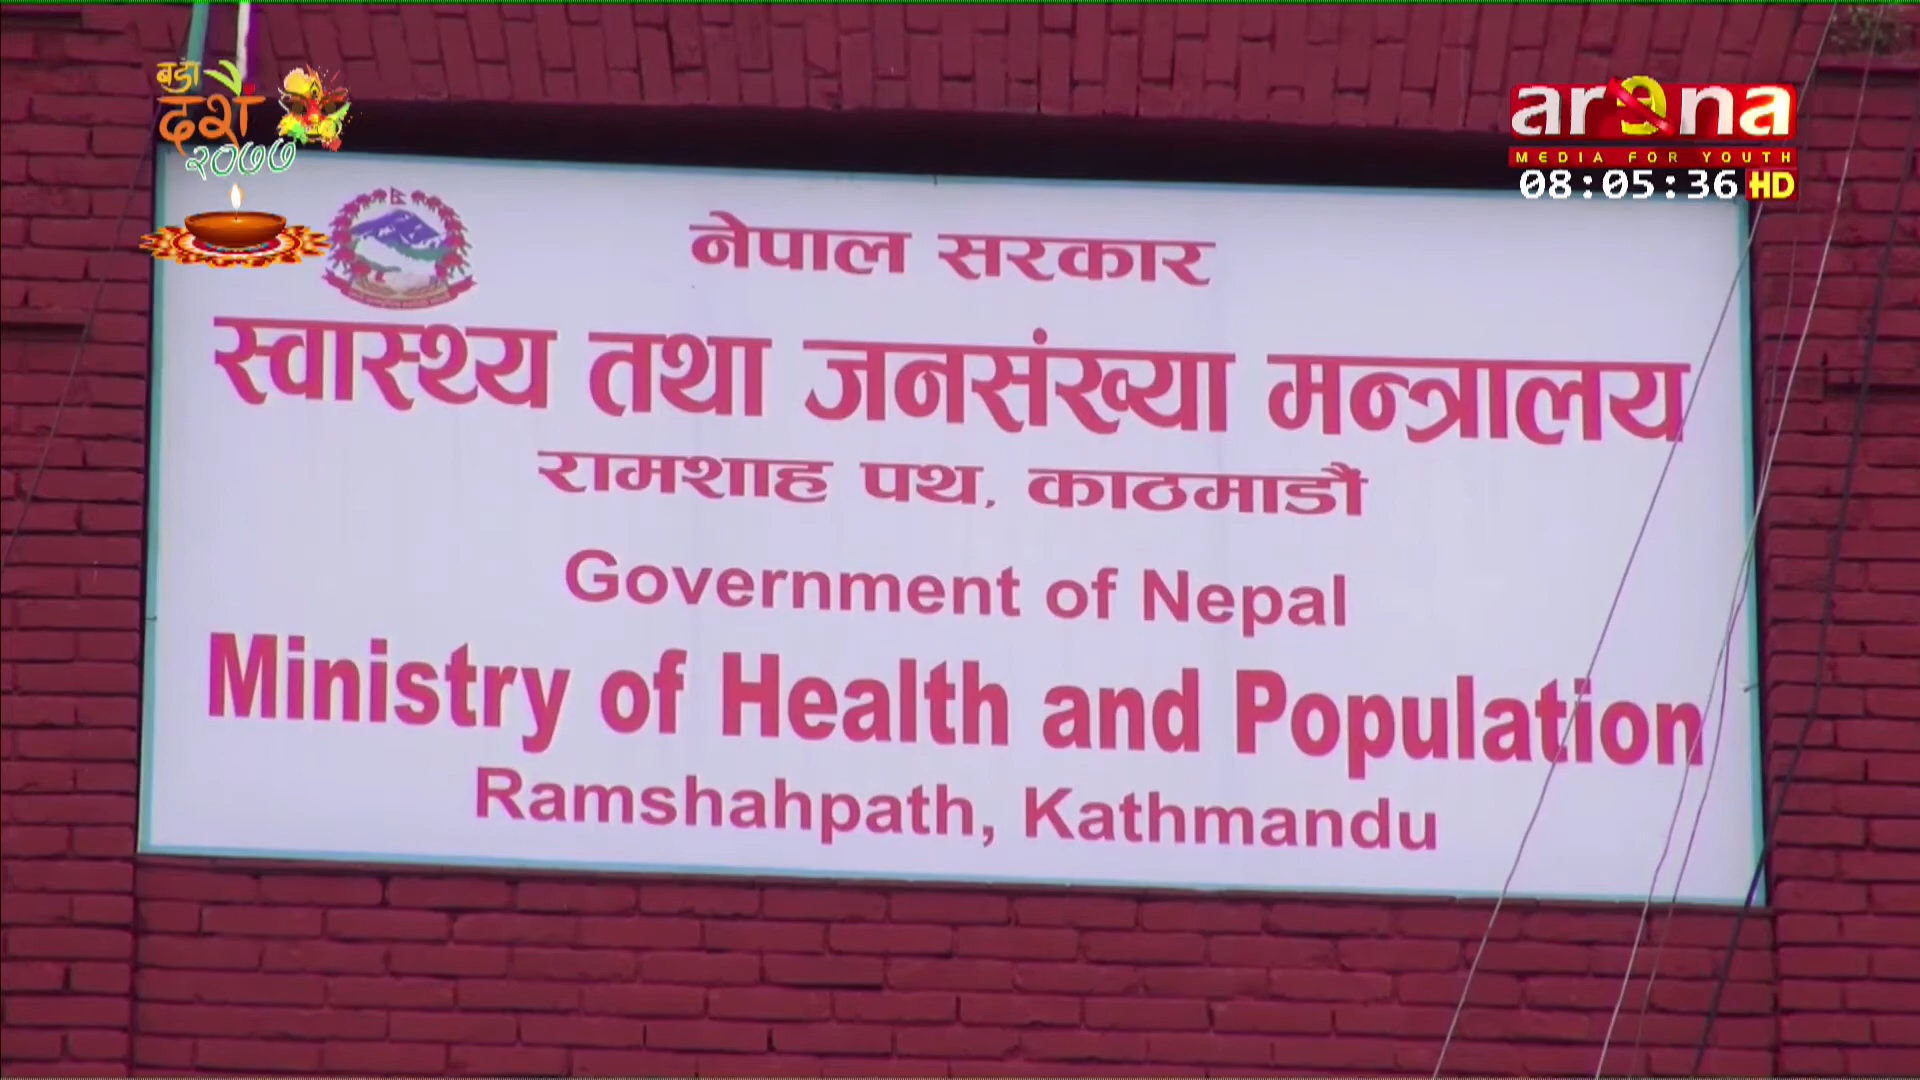 बडा
दशैं
२०७७
arena
MEDIA FOR YOUTH
08:05:36 HD
नेपाल सरकार
स्वास्थ्य तथा जनसंख्या मन्त्रालय
रामशाह पथ, काठमाडौं
Government of Nepal
Ministry of Health and Population
Ramshahpath, Kathmandu